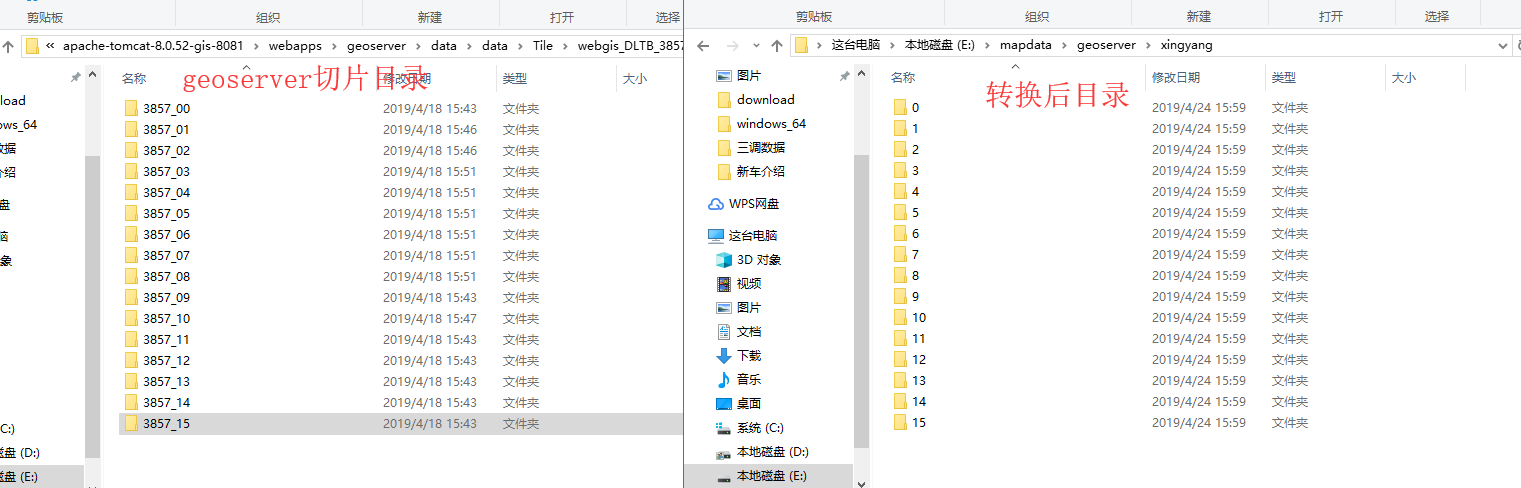 剪贴板 组织 新建 打开 选择
« apache-tomcat-8.0.52-gis-8081 › webapps › geoserver › data › data › Tile › webgis_DLTB_3857
名称 修改日期 类型 大小
geoserver切片目录
3857_00 2019/4/18 15:43 文件夹
3857_01 2019/4/18 15:46 文件夹
3857_02 2019/4/18 15:46 文件夹
3857_03 2019/4/18 15:51 文件夹
3857_04 2019/4/18 15:51 文件夹
3857_05 2019/4/18 15:51 文件夹
3857_06 2019/4/18 15:51 文件夹
3857_07 2019/4/18 15:51 文件夹
3857_08 2019/4/18 15:51 文件夹
3857_09 2019/4/18 15:43 文件夹
3857_10 2019/4/18 15:47 文件夹
3857_11 2019/4/18 15:43 文件夹
3857_12 2019/4/18 15:43 文件夹
3857_13 2019/4/18 15:43 文件夹
3857_14 2019/4/18 15:43 文件夹
3857_15 2019/4/18 15:43 文件夹
load
ows_64
数据
介绍
盘
脑
象
C:)
磁盘 (D:)
磁盘 (E:)
剪贴板 组织 新建 打开 选择
› 这台电脑 › 本地磁盘 (E:) › mapdata › geoserver › xingyang
名称 修改日期 类型 大小
转换后目录
图片
download
windows_64
三调数据
新车介绍
WPS网盘
这台电脑
3D 对象
视频
图片
文档
下载
音乐
桌面
系统 (C:)
本地磁盘 (D:)
本地磁盘 (E:)
0 2019/4/24 15:59 文件夹
1 2019/4/24 15:59 文件夹
2 2019/4/24 15:59 文件夹
3 2019/4/24 15:59 文件夹
4 2019/4/24 15:59 文件夹
5 2019/4/24 15:59 文件夹
6 2019/4/24 15:59 文件夹
7 2019/4/24 15:59 文件夹
8 2019/4/24 15:59 文件夹
9 2019/4/24 15:59 文件夹
10 2019/4/24 15:59 文件夹
11 2019/4/24 15:59 文件夹
12 2019/4/24 15:59 文件夹
13 2019/4/24 15:59 文件夹
14 2019/4/24 15:59 文件夹
15 2019/4/24 15:59 文件夹